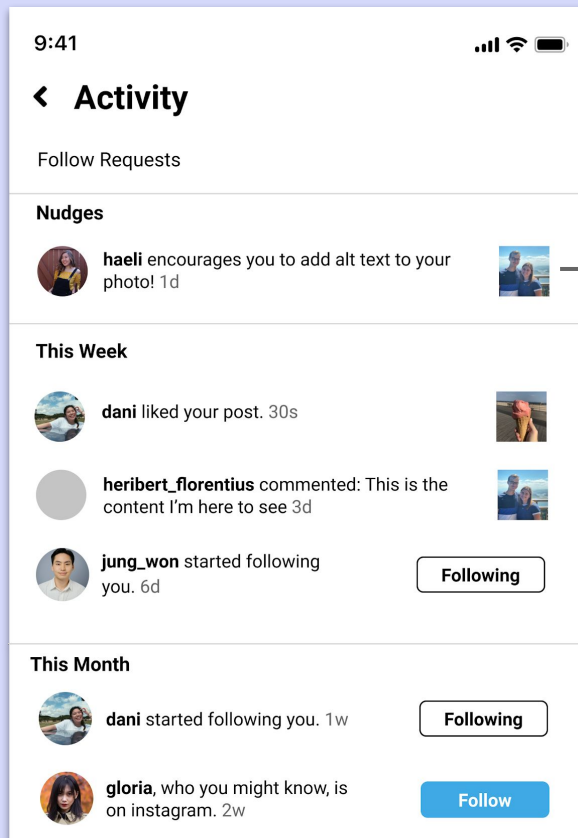 9:41
Activity
Follow Requests
Nudges
haeli encourages you to add alt text to your
photo! 1d
This Week
dani liked your post. 30s
heribert_florentius commented: This is the
content I’m here to see 3d
jung_won started following
you. 6d
Following
This Month
dani started following you. 1w
Following
gloria, who you might know, is
on instagram. 2w
Follow